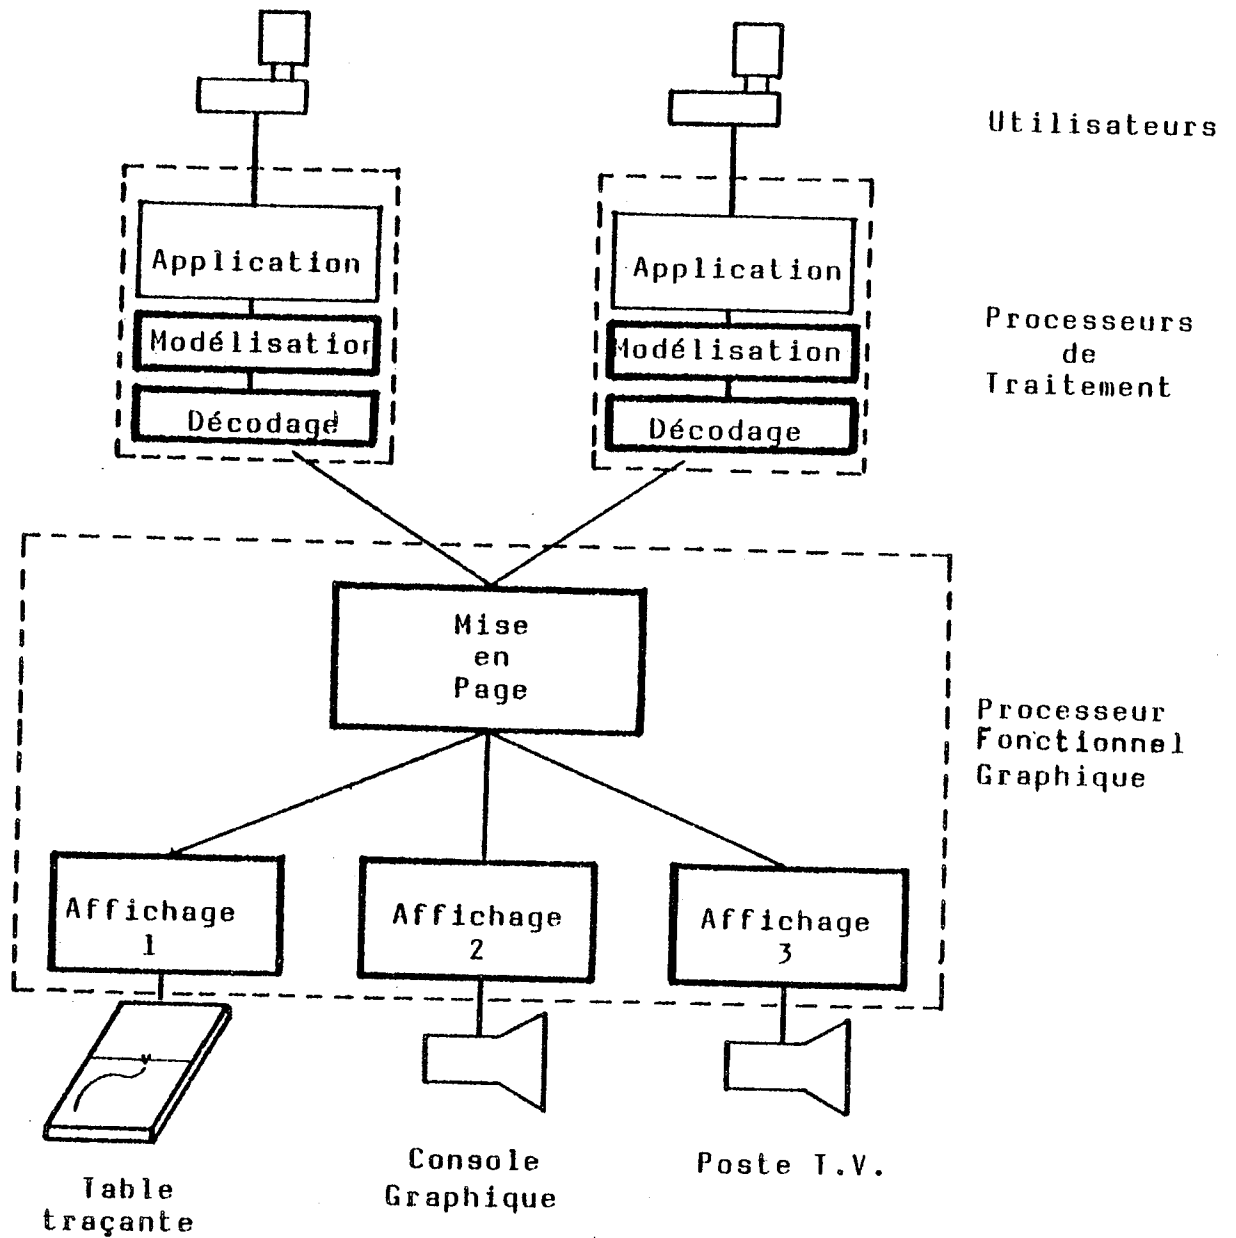 Utilisateurs
Application
Application
Modélisation
Modélisation
Processeurs
de
Traitement
Décodage
Décodage
Mise
en
Page
Processeur
Fonctionnel
Graphique
Affichage
1
Affichage
2
Affichage
3
Table
traçante
Console
Graphique
Poste T.V.